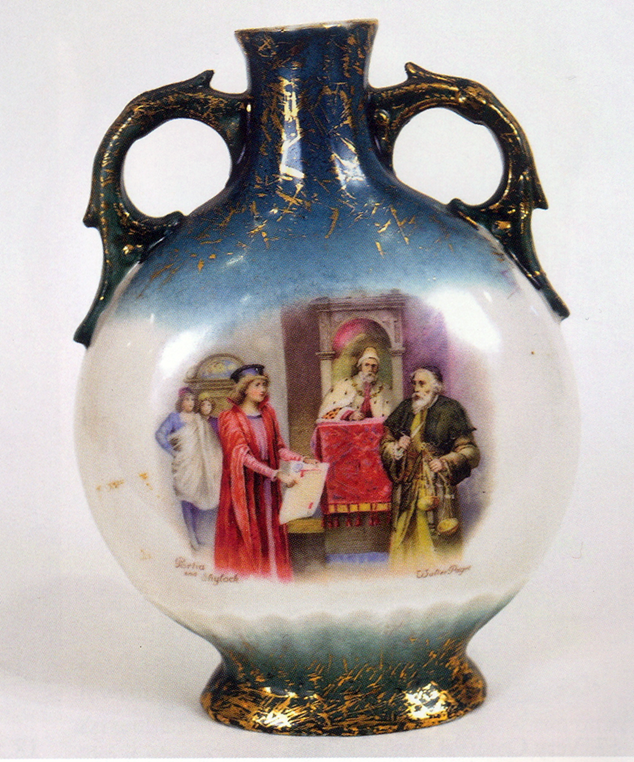 Portia
and Shylock
Walter Paget